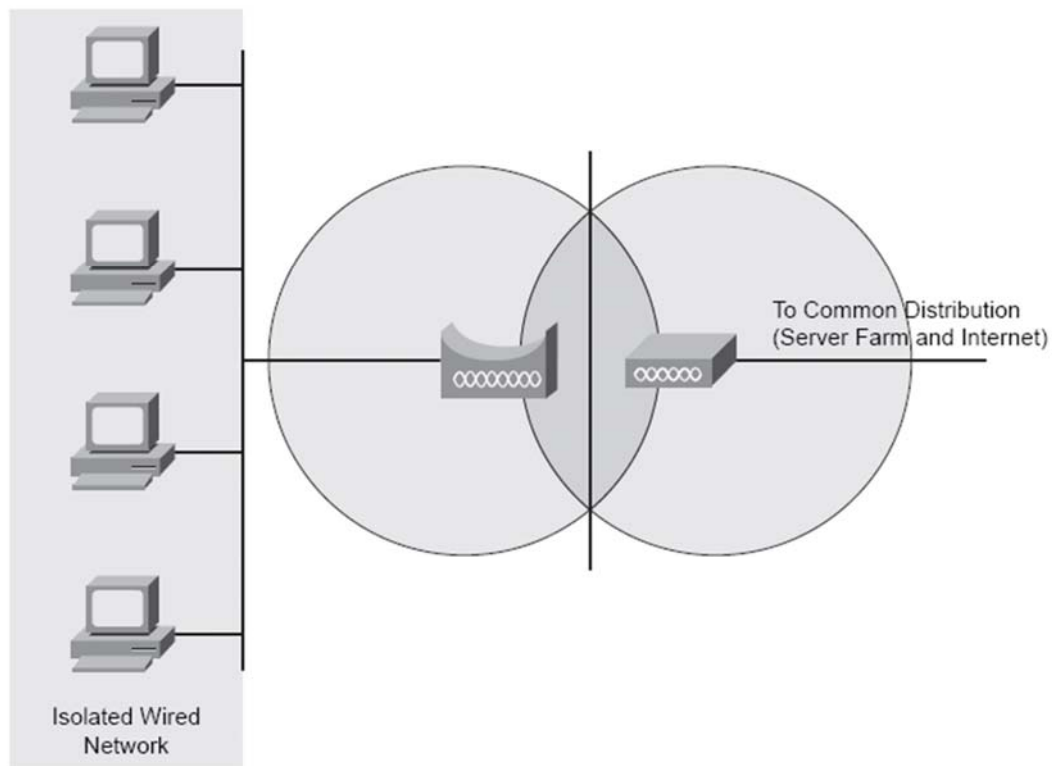 To Common Distribution
(Server Farm and Internet)
Isolated Wired
Network